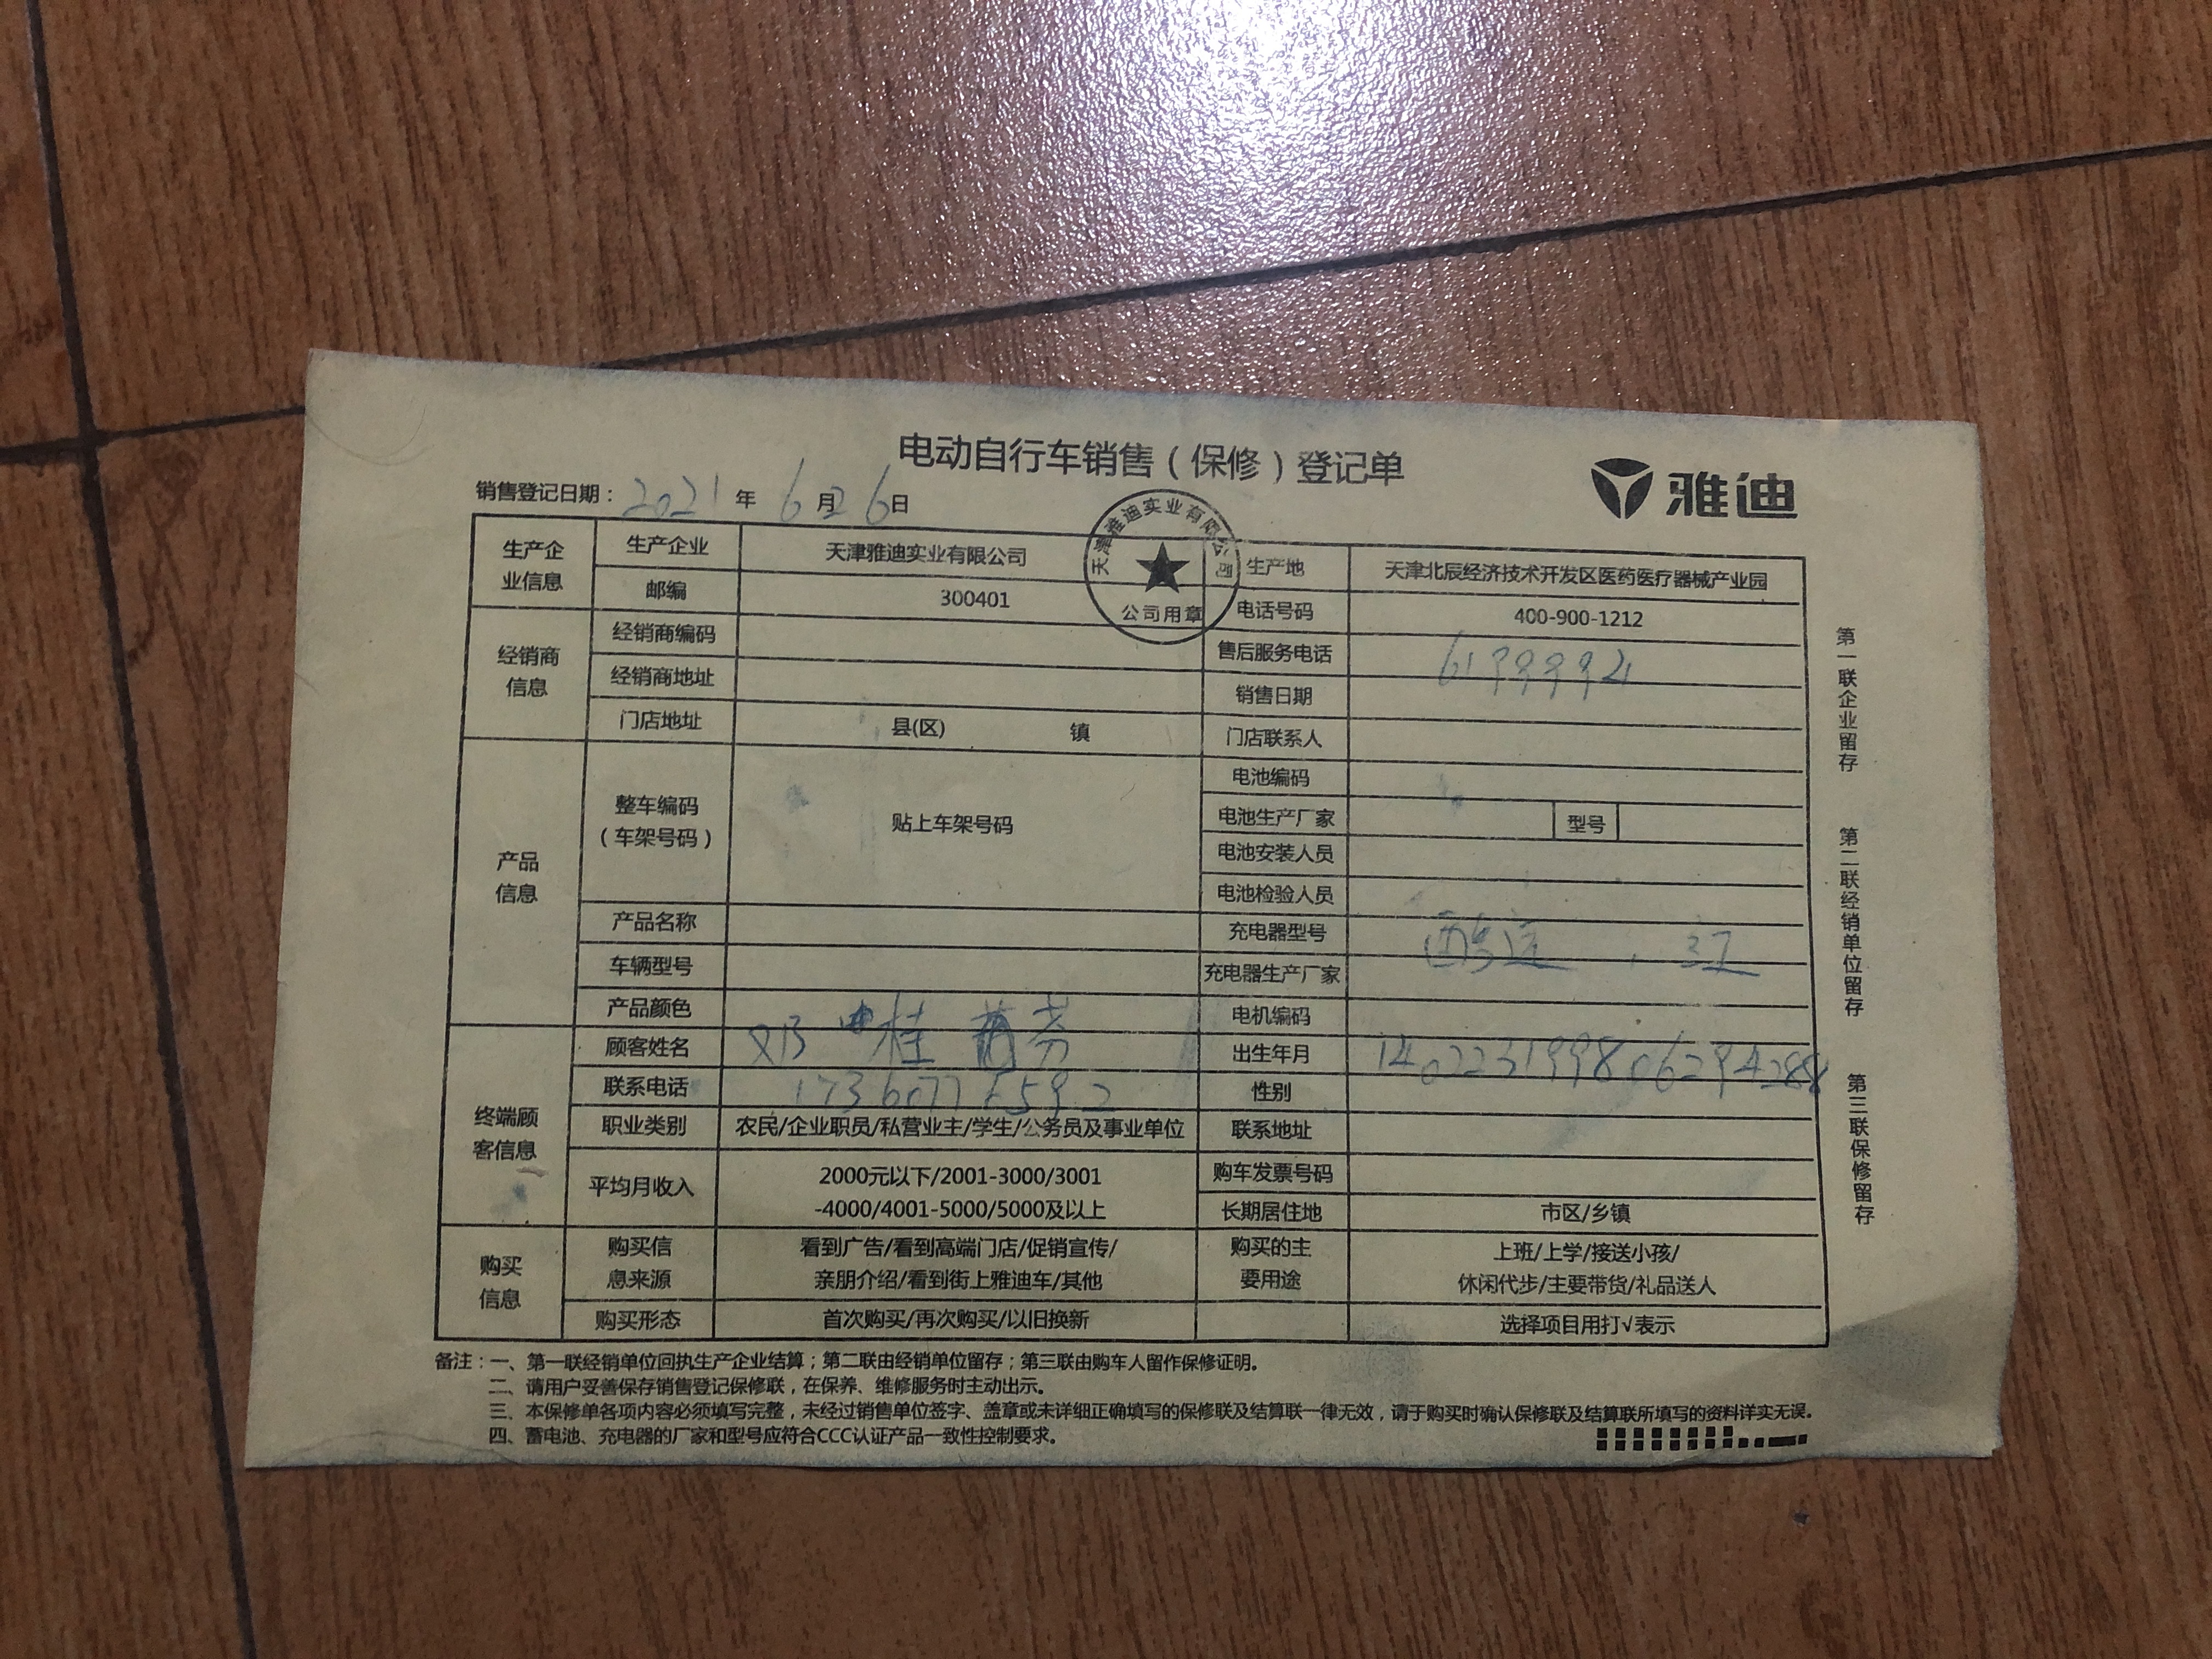 电动自行车销售（保修）登记单
雅迪
销售登记日期： 2021 年 6 月 26 日
天津雅迪实业有限公司
公司用章
生产企业信息 生产企业 天津雅迪实业有限公司 生产地 天津北辰经济技术开发区医药医疗器械产业园
邮编 300401 电话号码 400-900-1212
经销商信息 经销商编码 售后服务电话 6199994
经销商地址 销售日期
门店地址 县(区) 镇 门店联系人
产品信息 整车编码（车架号码） 贴上车架号码 电池编码
电池生产厂家 型号
电池安装人员
电池检验人员
产品名称 充电器型号
车辆型号 充电器生产厂家
产品颜色 电机编码
终端顾客信息 顾客姓名 邓 桂 出生年月
联系电话 性别
职业类别 农民/企业职员/私营业主/学生/公务员及事业单位 联系地址
平均月收入 2000元以下/2001-3000/3001 购车发票号码
-4000/4001-5000/5000及以上 长期居住地 市区/乡镇
购买信息 购买信息来源 看到广告/看到高端门店/促销宣传/ 购买的主要用途 上班/上学/接送小孩/
亲朋介绍/看到街上雅迪车/其他 休闲代步/主要带货/礼品送人
购买形态 首次购买/再次购买/以旧换新 选择项目用打√表示
备注：一、第一联经销单位回执生产企业结算；第二联由经销单位留存；第三联由购车人留作保修证明。
二、请用户妥善保存销售登记保修联，在保养、维修服务时主动出示。
三、本保修单各项内容必须填写完整，未经过销售单位签字、盖章或未详细正确填写的保修联及结算联一律无效，请于购买时确认保修联及结算联所填写的资料详实无误。
四、蓄电池、充电器的厂家和型号应符合CCC认证产品一致性控制要求。
第一联企业留存
第二联经销单位留存
第三联保修留存